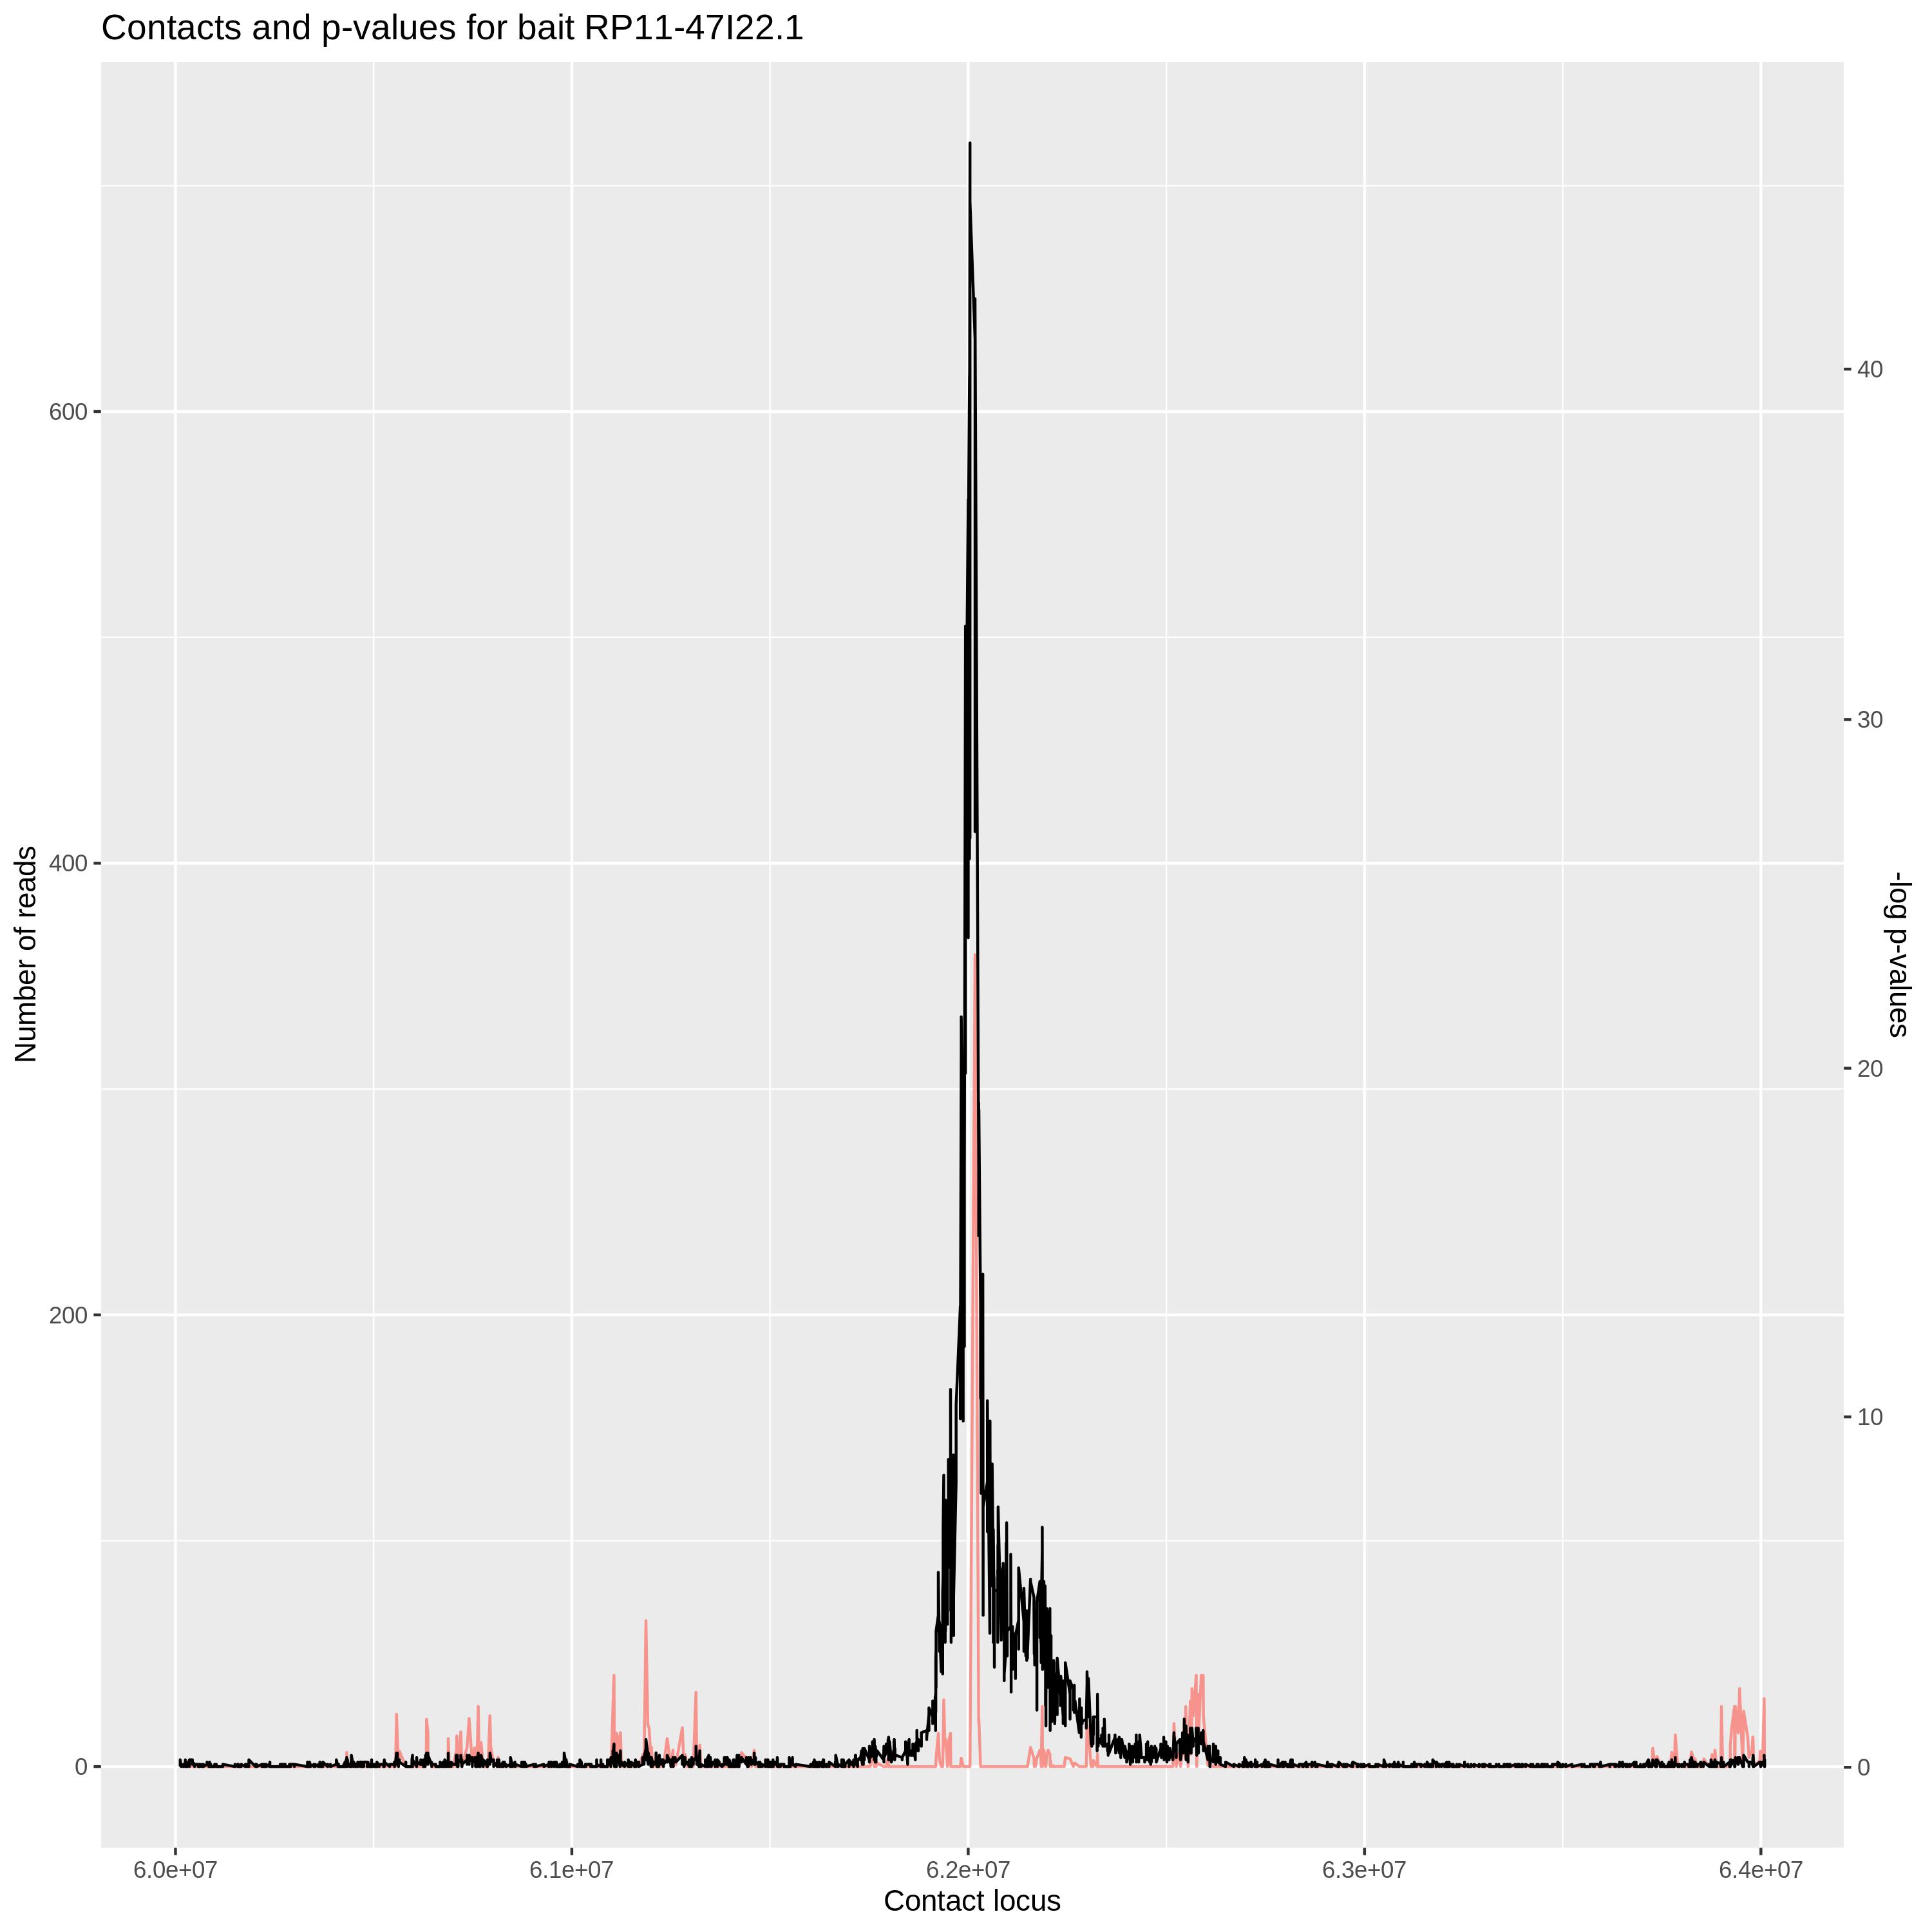 Contacts and p-values for bait RP11-47I22.1
Number of reads
600
400
200
0
40
30
20
10
0
-log p-values
6.0e+07 6.1e+07 6.2e+07 6.3e+07 6.4e+07
Contact locus